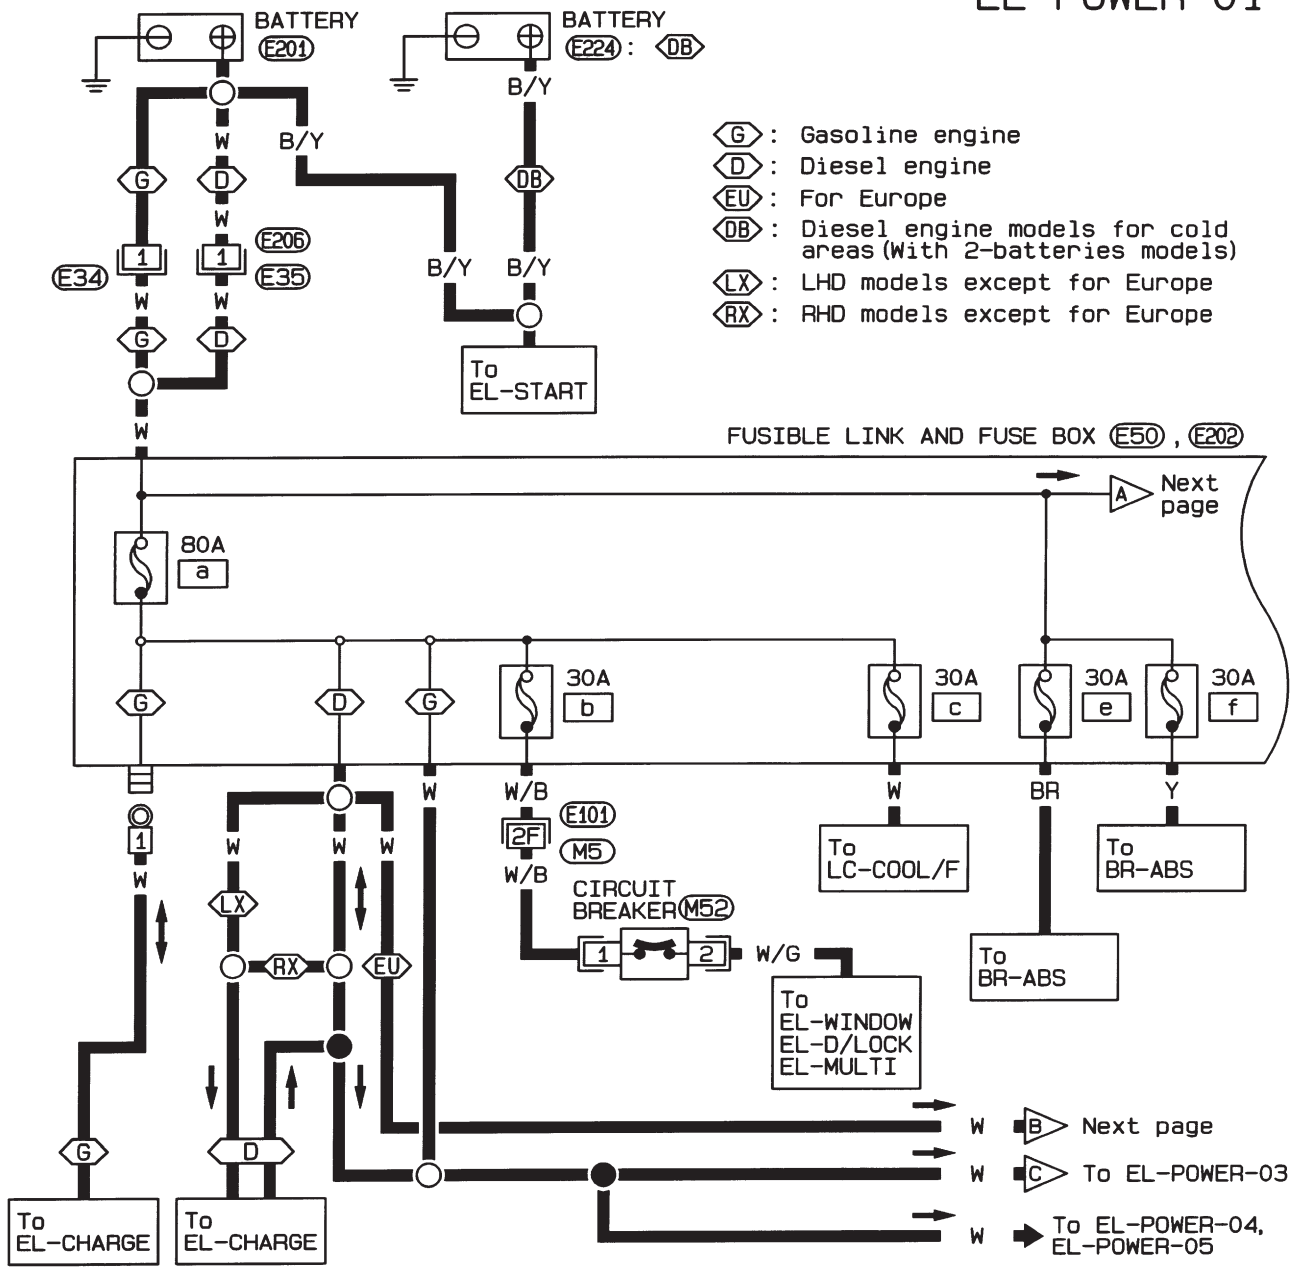 EL-POWER-01
BATTERY
E201
BATTERY
E224 : DB
B/Y
W
B/Y
G : Gasoline engine
D : Diesel engine
EU : For Europe
DB : Diesel engine models for cold
areas (With 2-batteries models)
LX : LHD models except for Europe
RX : RHD models except for Europe
G
D
DB
W
1
1
E206
E34
E35
B/Y
B/Y
W
W
G
D
To
EL-START
W
FUSIBLE LINK AND FUSE BOX E50 , E202
A
Next
page
80A
a
G
D
G
30A
b
30A
c
30A
e
30A
f
W
W/B
W
BR
Y
E101
1
W
W
W
2F
M5
To
LC-COOL/F
To
BR-ABS
W
W/B
CIRCUIT
BREAKER M52
LX
1
2
W/G
RX
EU
To
BR-ABS
To
EL-WINDOW
EL-D/LOCK
EL-MULTI
W
B
Next page
G
D
W
C
To EL-POWER-03
To
EL-CHARGE
To
EL-CHARGE
W
To EL-POWER-04,
EL-POWER-05